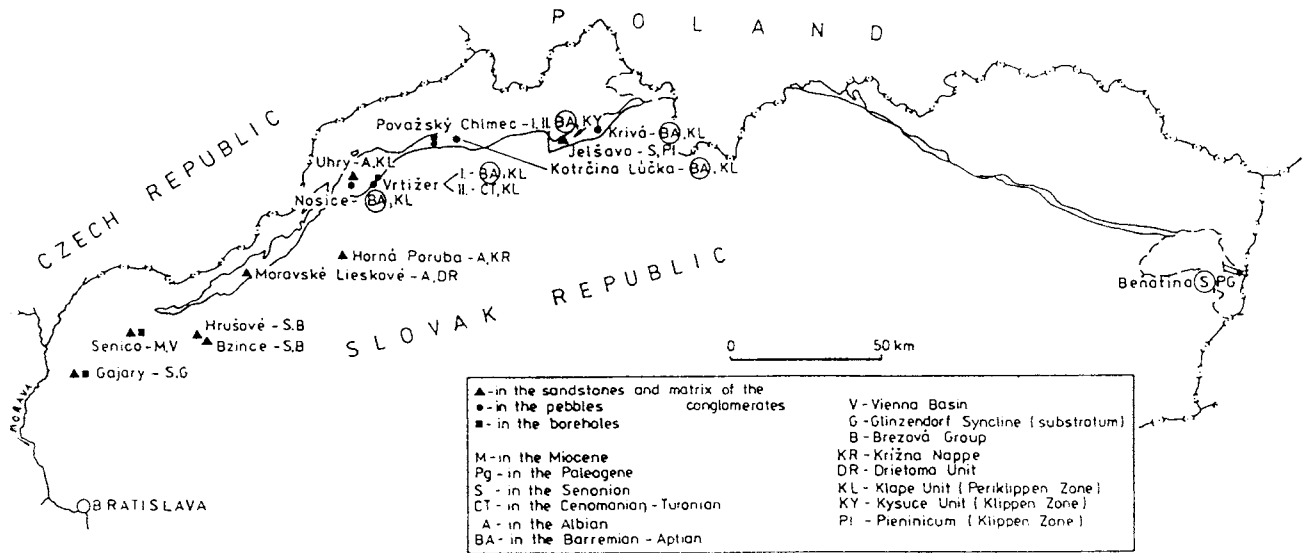 P O L A N D
CZECH REPUBLIC
SLOVAK REPUBLIC
Považský Chlmec - I, II. BA, KY
Krivá - BA, KL
Jelšavo - S, PI
Kotrčina Lúčka - BA, KL
Uhry - A, KL
Vrtižer
I. - BA, KL
II. - CT, KL
Nosice - BA, KL
Horná Poruba - A, KR
Moravské Lieskové - A, DR
Benatina S PG
Hrušové - S.B
Bzince - S,B
Senica - M,V
Gajary - S.G
MORAVA
BRATISLAVA
0 50 km
▲ - in the sandstones and matrix of the conglomerates
● - in the pebbles
■ - in the boreholes
M - in the Miocene
Pg - in the Paleogene
S - in the Senonian
CT - in the Cenomanian - Turonian
A - in the Albian
BA - in the Barremian - Aptian
V - Vienna Basin
G - Glinzendorf Syncline ( substratum )
B - Brezová Group
KR - Krížna Nappe
DR - Drietoma Unit
KL - Klape Unit ( Periklippen Zone )
KY - Kysuce Unit ( Klippen Zone )
PI - Pieninicum ( Klippen Zone )